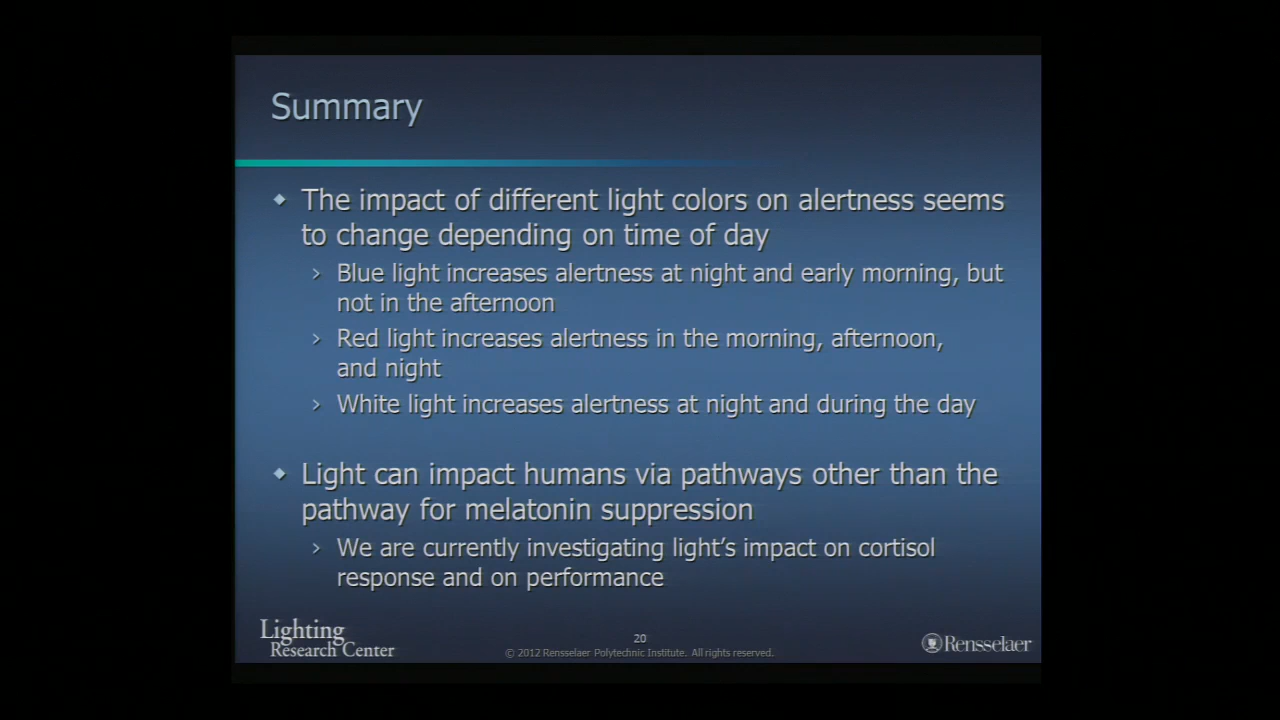 Summary
The impact of different light colors on alertness seems
to change depending on time of day
Blue light increases alertness at night and early morning, but
not in the afternoon
Red light increases alertness in the morning, afternoon,
and night
White light increases alertness at night and during the day
Light can impact humans via pathways other than the
pathway for melatonin suppression
We are currently investigating light’s impact on cortisol
response and on performance
Lighting
Research Center
20
© 2012 Rensselaer Polytechnic Institute. All rights reserved.
Rensselaer